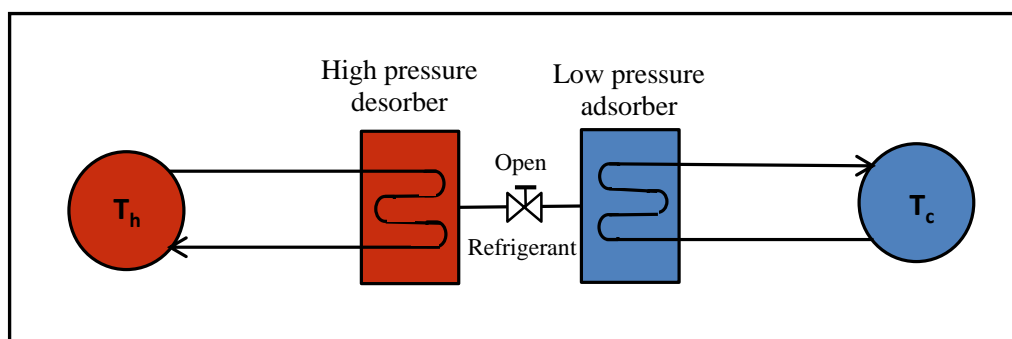 High pressure
desorber
Low pressure
adsorber
Open
Th
Tc
Refrigerant